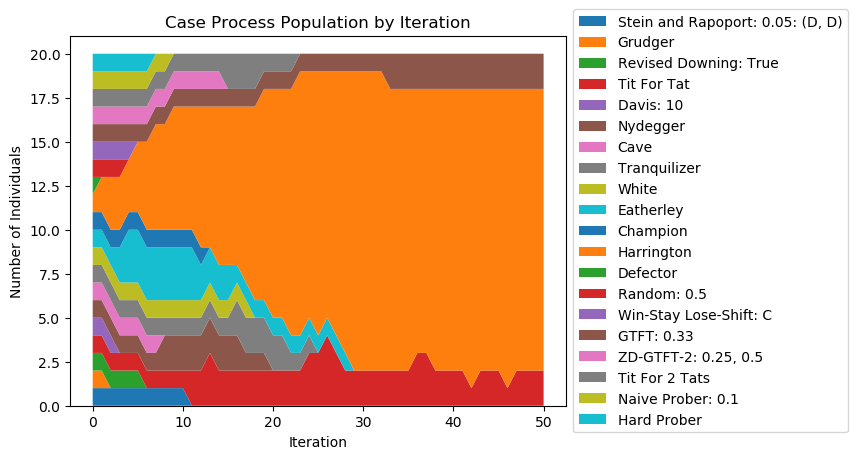 Case Process Population by Iteration
Number of Individuals
20.0
17.5
15.0
12.5
10.0
7.5
5.0
2.5
0.0
0
10
20
30
40
50
Iteration
Stein and Rapoport: 0.05: (D, D)
Grudger
Revised Downing: True
Tit For Tat
Davis: 10
Nydegger
Cave
Tranquilizer
White
Eatherley
Champion
Harrington
Defector
Random: 0.5
Win-Stay Lose-Shift: C
GTFT: 0.33
ZD-GTFT-2: 0.25, 0.5
Tit For 2 Tats
Naive Prober: 0.1
Hard Prober